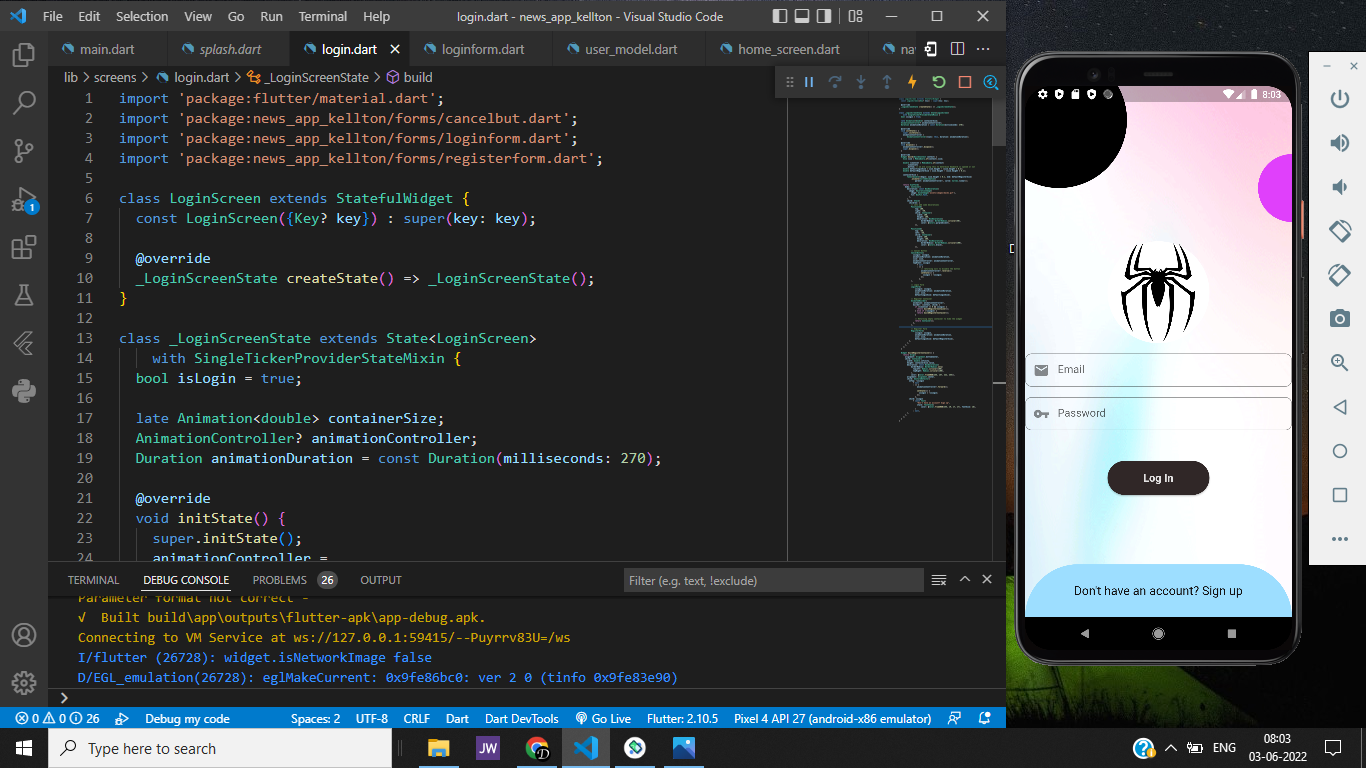 File Edit Selection View Go Run Terminal Help
login.dart - news_app_kellton - Visual Studio Code
main.dart splash.dart login.dart loginform.dart user_model.dart home_screen.dart na
lib > screens > login.dart > _LoginScreenState > build
1 import 'package:flutter/material.dart';
2 import 'package:news_app_kellton/forms/cancelbut.dart';
3 import 'package:news_app_kellton/forms/loginform.dart';
4 import 'package:news_app_kellton/forms/registerform.dart';
5
6 class LoginScreen extends StatefulWidget {
7 const LoginScreen({Key? key}) : super(key: key);
8
9 @override
10 _LoginScreenState createState() => _LoginScreenState();
11 }
12
13 class _LoginScreenState extends State<LoginScreen>
14 with SingleTickerProviderStateMixin {
15 bool isLogin = true;
16
17 late Animation<double> containerSize;
18 AnimationController? animationController;
19 Duration animationDuration = const Duration(milliseconds: 270);
20
21 @override
22 void initState() {
23 super.initState();
24 animationController =
TERMINAL DEBUG CONSOLE PROBLEMS 26 OUTPUT
Filter (e.g. text, !exclude)
Parameter format not correct -
√ Built build\app\outputs\flutter-apk\app-debug.apk.
Connecting to VM Service at ws://127.0.0.1:59415/--Puyrrv83U=/ws
I/flutter (26728): widget.isNetworkImage false
D/EGL_emulation(26728): eglMakeCurrent: 0x9fe86bc0: ver 2 0 (tinfo 0x9fe83e90)
1
0 0 26 Debug my code Spaces: 2 UTF-8 CRLF Dart Dart DevTools Go Live Flutter: 2.10.5 Pixel 4 API 27 (android-x86 emulator)
8:03
Email
Password
Log In
Don't have an account? Sign up
Type here to search
JW
D
ENG
08:03
03-06-2022